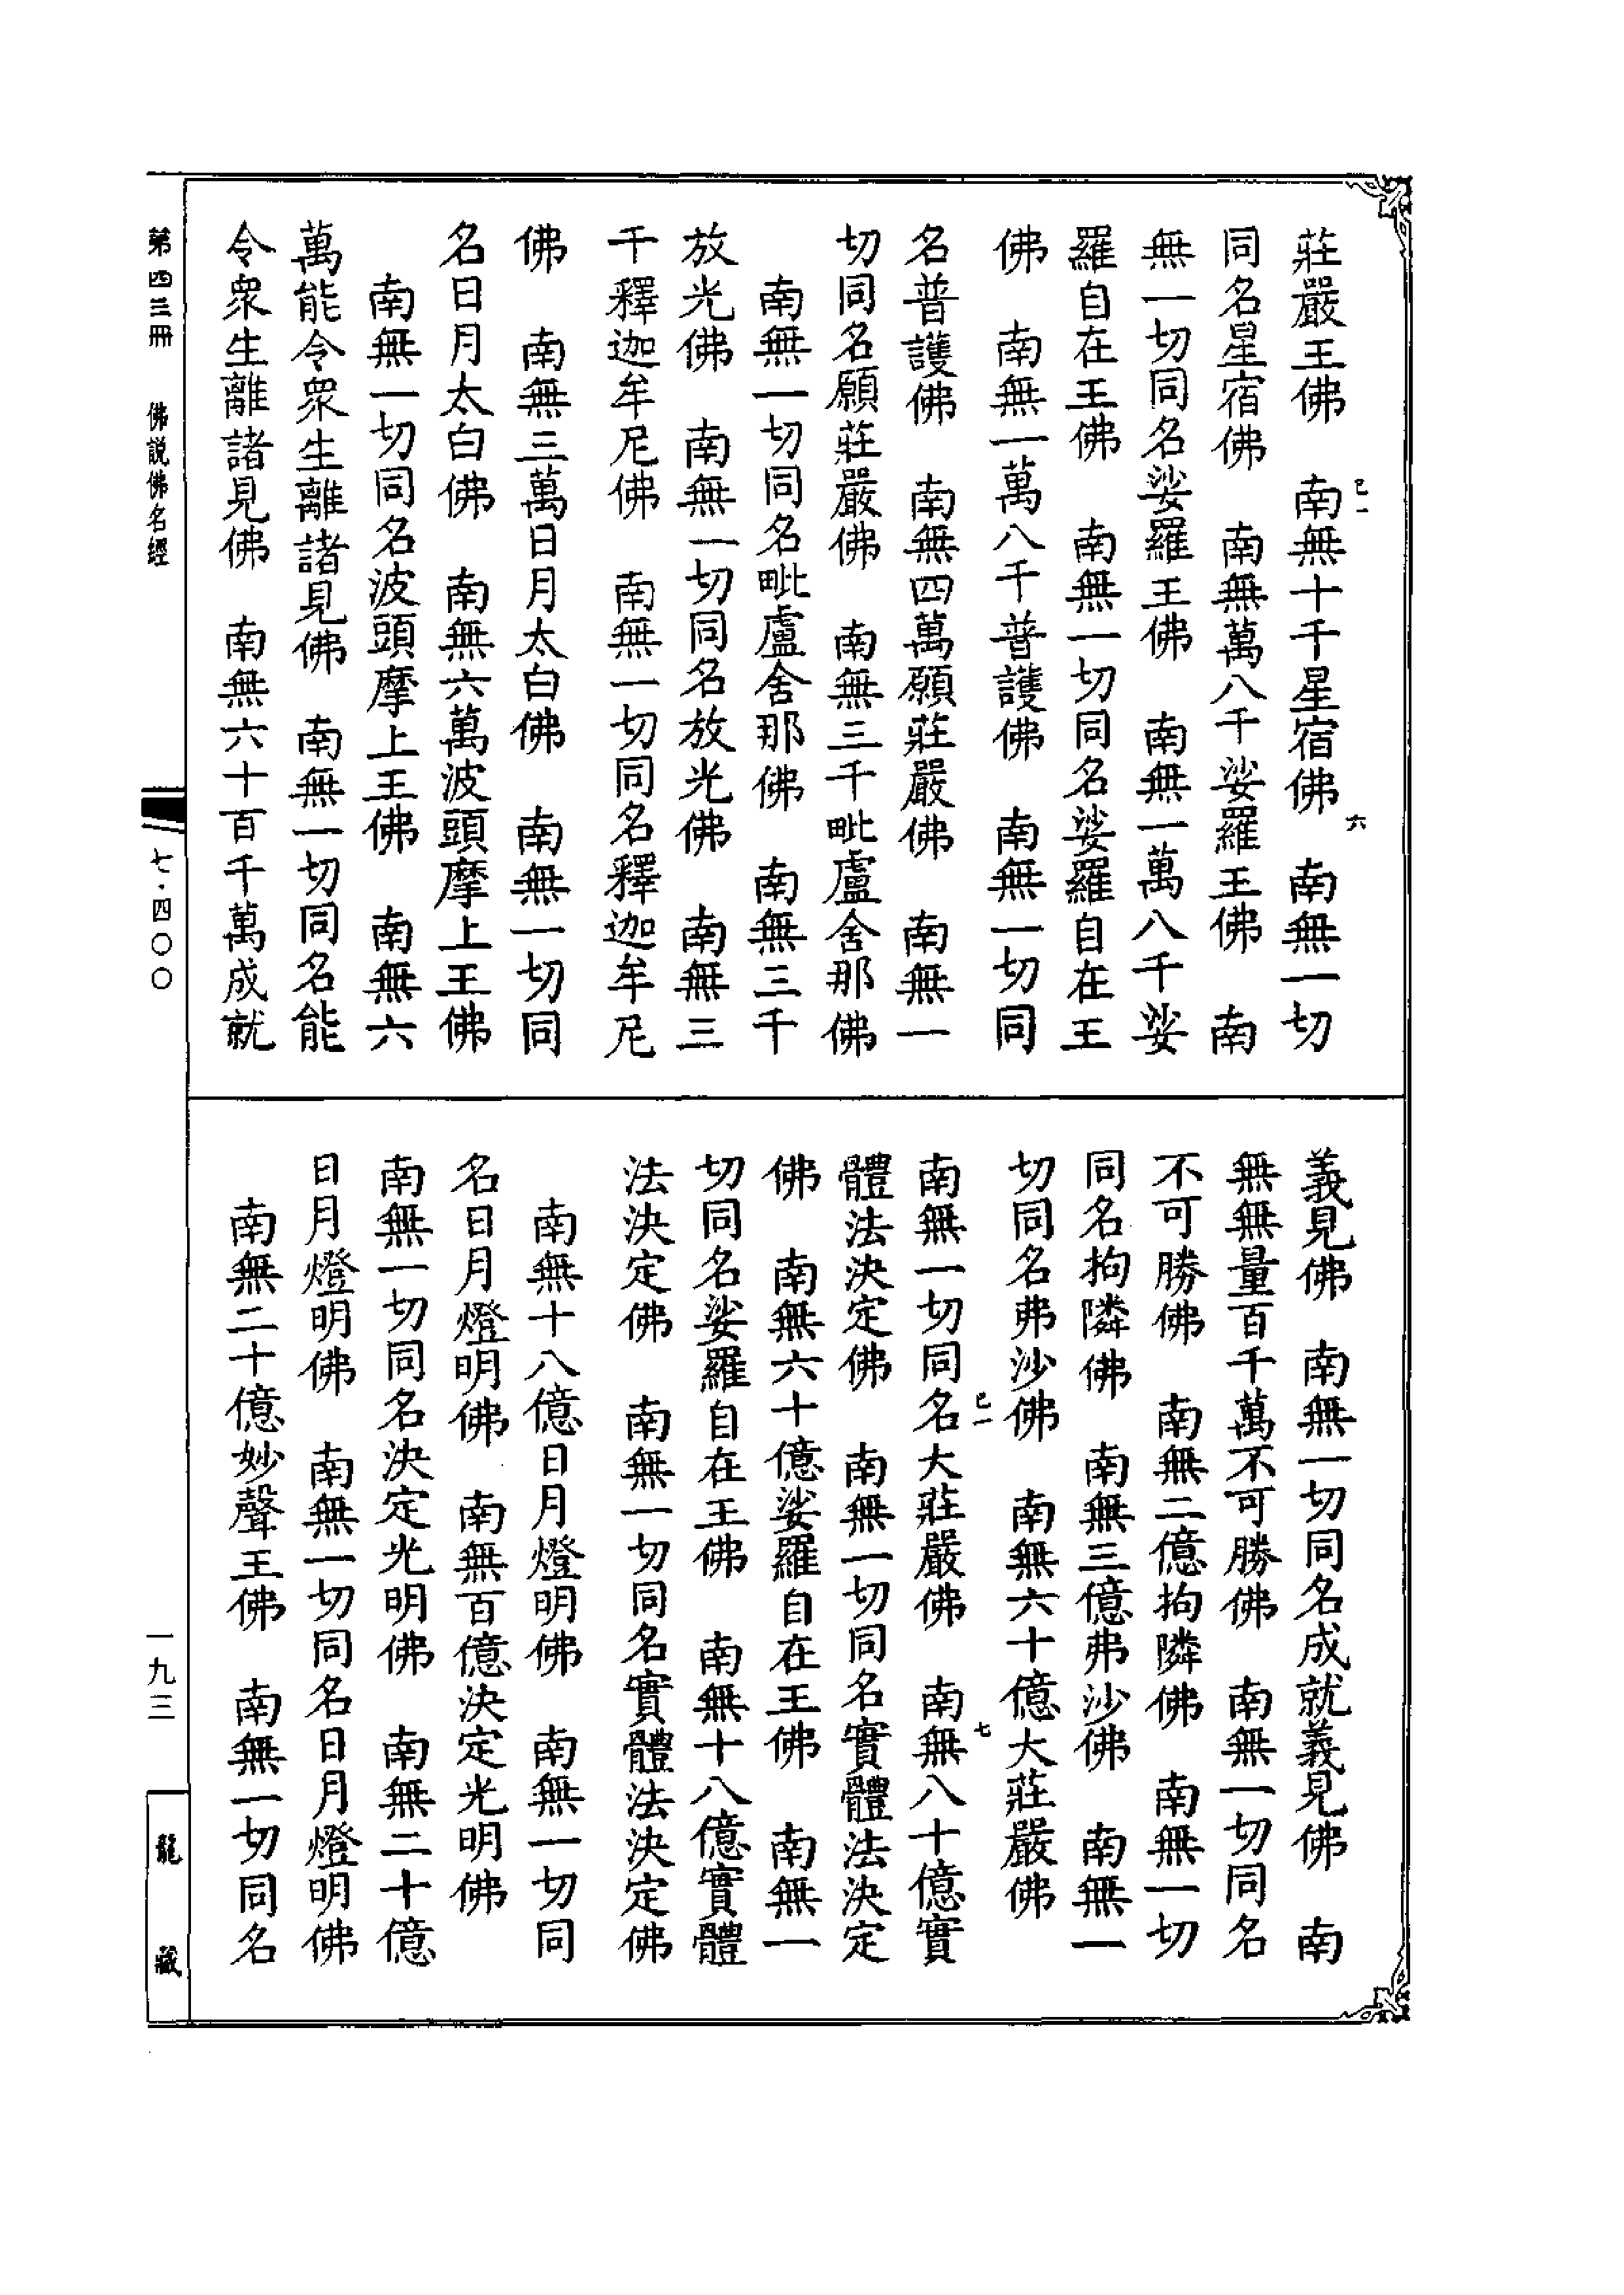 莊嚴王佛　南無十千星宿佛　南無一切
同名星宿佛　南無萬八千娑羅王佛　南
無一切同名娑羅王佛　南無一萬八千娑
羅自在王佛　南無一切同名娑羅自在王
佛　南無一萬八千普護佛　南無一切同
名普護佛　南無四萬願莊嚴佛　南無一
切同名願莊嚴佛　南無三千毗盧舍那佛
　南無一切同名毗盧舍那佛　南無三千
放光佛　南無一切同名放光佛　南無三
千釋迦牟尼佛　南無一切同名釋迦牟尼
佛　南無三萬日月太白佛　南無一切同
名日月太白佛　南無六萬波頭摩上王佛
　南無一切同名波頭摩上王佛　南無六
萬能令眾生離諸見佛　南無一切同名能
令眾生離諸見佛　南無六十百千萬成就
義見佛　南無一切同名成就義見佛　南
無無量百千萬不可勝佛　南無一切同名
不可勝佛　南無二億拘隣佛　南無一切
同名拘隣佛　南無三億弗沙佛　南無一
切同名弗沙佛　南無六十億大莊嚴佛
南無一切同名大莊嚴佛　南無八十億實
體法決定佛　南無一切同名實體法決定
佛　南無六十億娑羅自在王佛　南無一
切同名娑羅自在王佛　南無十八億實體
法決定佛　南無一切同名實體法決定佛
　南無十八億日月燈明佛　南無一切同
名日月燈明佛　南無百億決定光明佛
南無一切同名決定光明佛　南無二十億
日月燈明佛　南無一切同名日月燈明佛
　南無二十億妙聲王佛　南無一切同名
己一
六
己一
七
第四三冊　佛説佛名經
七·四〇〇
一九三
龍藏